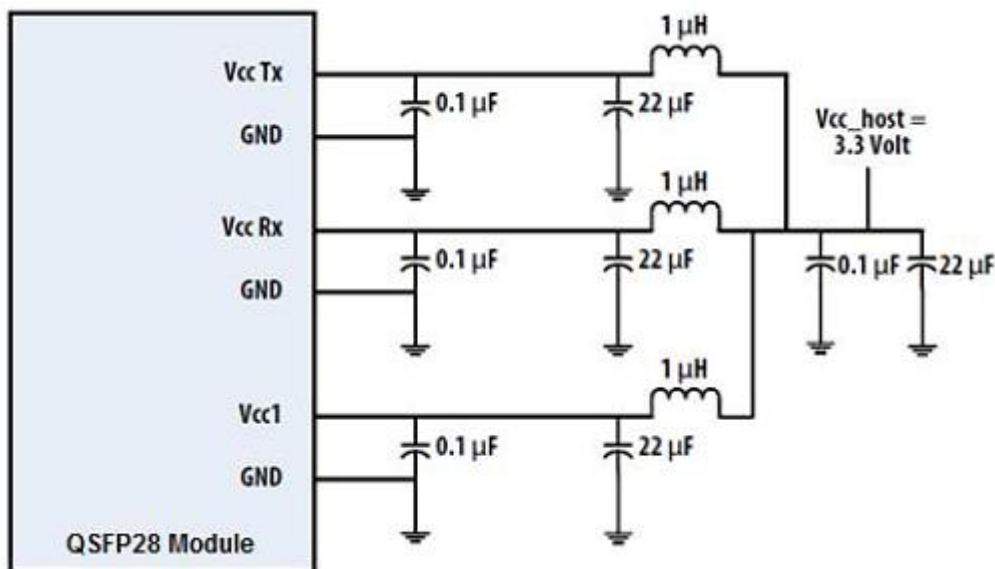 1 μH
Vcc Tx
0.1 μF
22 μF
GND
Vcc_host =
3.3 Volt
1 μH
Vcc Rx
0.1 μF
22 μF
0.1 μF
22 μF
GND
1 μH
Vcc1
0.1 μF
22 μF
GND
QSFP28 Module